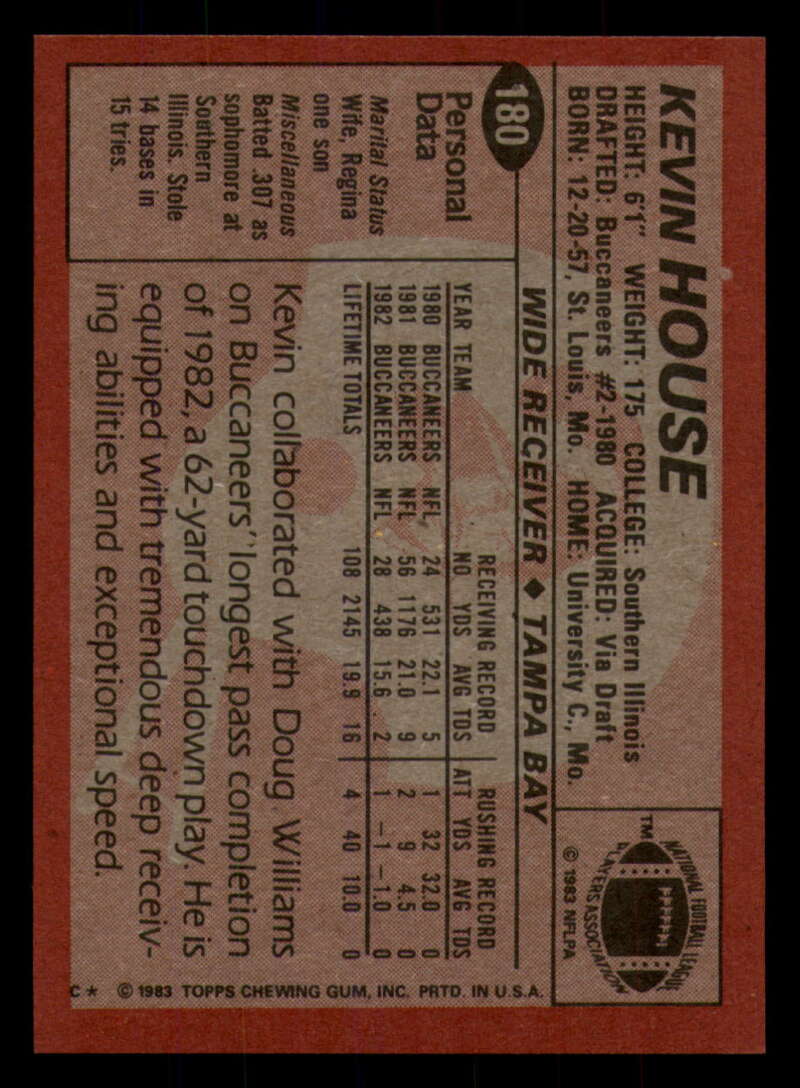 KEVIN HOUSE
HEIGHT: 6'1" WEIGHT: 175 COLLEGE: Southern Illinois
DRAFTED: Buccaneers #2-1980 ACQUIRED: Via Draft
BORN: 12-20-57, St. Louis, Mo. HOME: University C., Mo.
NATIONAL FOOTBALL LEAGUE
PLAYERS ASSOCIATION
TM
© 1983 NFLPA
180
WIDE RECEIVER ♦ TAMPA BAY
Personal
Data
Marital Status
Wife, Regina
one son
Miscellaneous
Batted .307 as
sophomore at
Southern
Illinois. Stole
14 bases in
15 tries.
RECEIVING RECORD RUSHING RECORD
YEAR TEAM NO YDS AVG TDS ATT YDS AVG TDS
1980 BUCCANEERS NFL 24 531 22.1 5 1 32 32.0 0
1981 BUCCANEERS NFL 56 1176 21.0 9 2 9 4.5 0
1982 BUCCANEERS NFL 28 438 15.6 2 1 -1 -1.0 0
LIFETIME TOTALS 108 2145 19.9 16 4 40 10.0 0
Kevin collaborated with Doug Williams
on Buccaneers' longest pass completion
of 1982, a 62-yard touchdown play. He is
equipped with tremendous deep receiv-
ing abilities and exceptional speed.
C* © 1983 TOPPS CHEWING GUM, INC. PRTD. IN U.S.A.